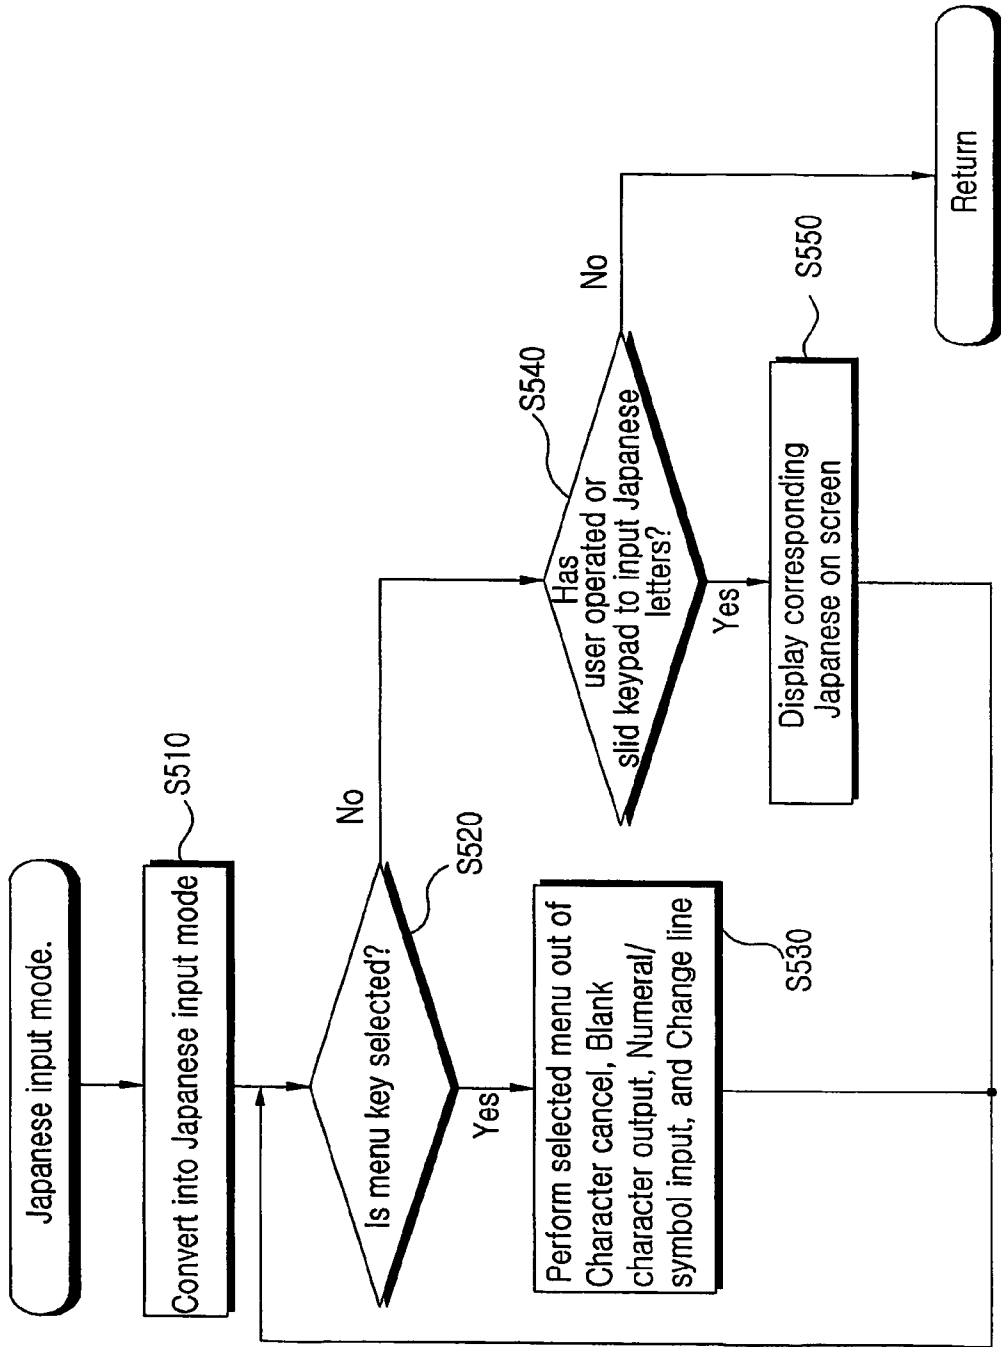 Japanese input mode.
Convert into Japanese input mode
S510
Is menu key selected?
S520
No
Yes
Perform selected menu out of
Character cancel, Blank
character output, Numeral/
symbol input, and Change line
S530
Has
user operated or
slid keypad to input Japanese
letters?
S540
No
Yes
Display corresponding
Japanese on screen
S550
Return